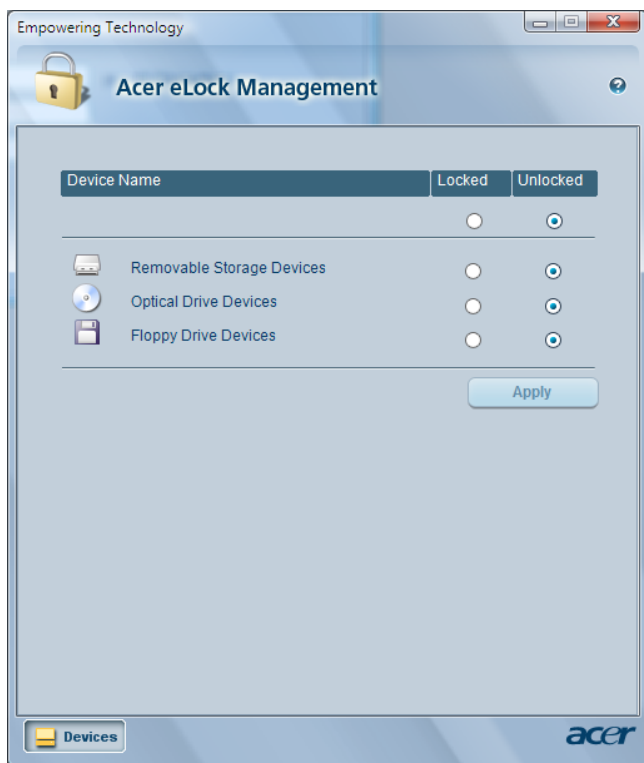 Empowering Technology
Acer eLock Management
Device Name Locked Unlocked
Removable Storage Devices
Optical Drive Devices
Floppy Drive Devices
Apply
Devices
acer